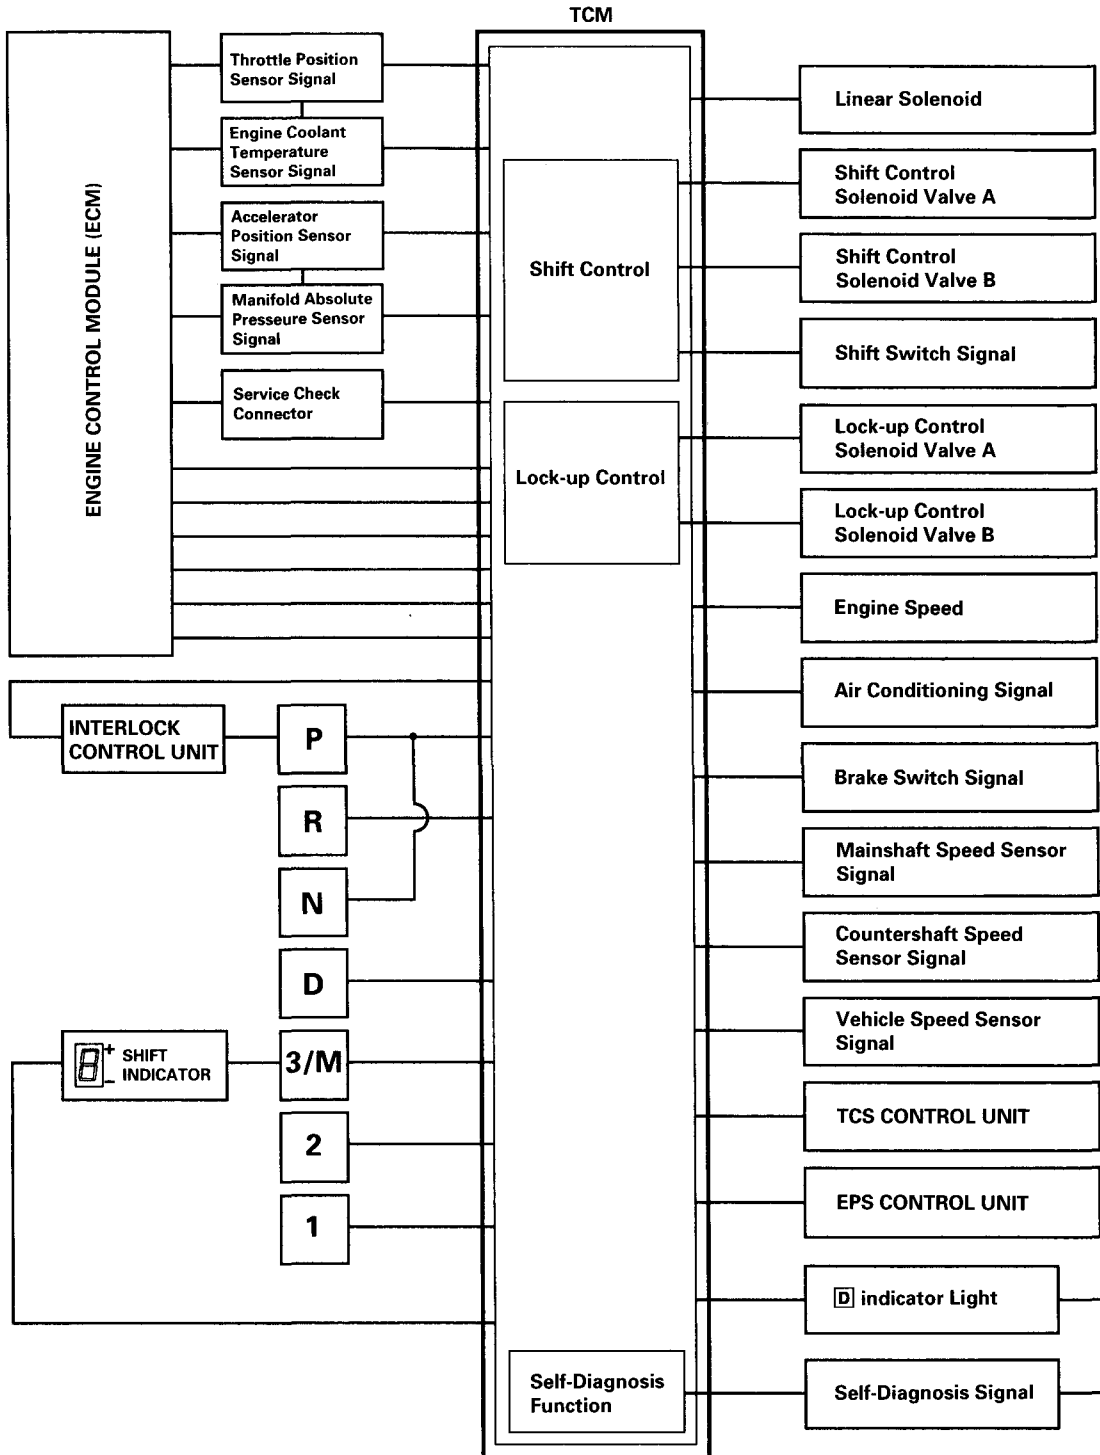 TCM
ENGINE CONTROL MODULE (ECM)
Throttle Position
Sensor Signal
Engine Coolant
Temperature
Sensor Signal
Accelerator
Position Sensor
Signal
Manifold Absolute
Presseure Sensor
Signal
Service Check
Connector
INTERLOCK
CONTROL UNIT
P
R
N
D
8 + -
SHIFT
INDICATOR
3/M
2
1
Shift Control
Lock-up Control
Self-Diagnosis
Function
Linear Solenoid
Shift Control
Solenoid Valve A
Shift Control
Solenoid Valve B
Shift Switch Signal
Lock-up Control
Solenoid Valve A
Lock-up Control
Solenoid Valve B
Engine Speed
Air Conditioning Signal
Brake Switch Signal
Mainshaft Speed Sensor
Signal
Countershaft Speed
Sensor Signal
Vehicle Speed Sensor
Signal
TCS CONTROL UNIT
EPS CONTROL UNIT
D indicator Light
Self-Diagnosis Signal